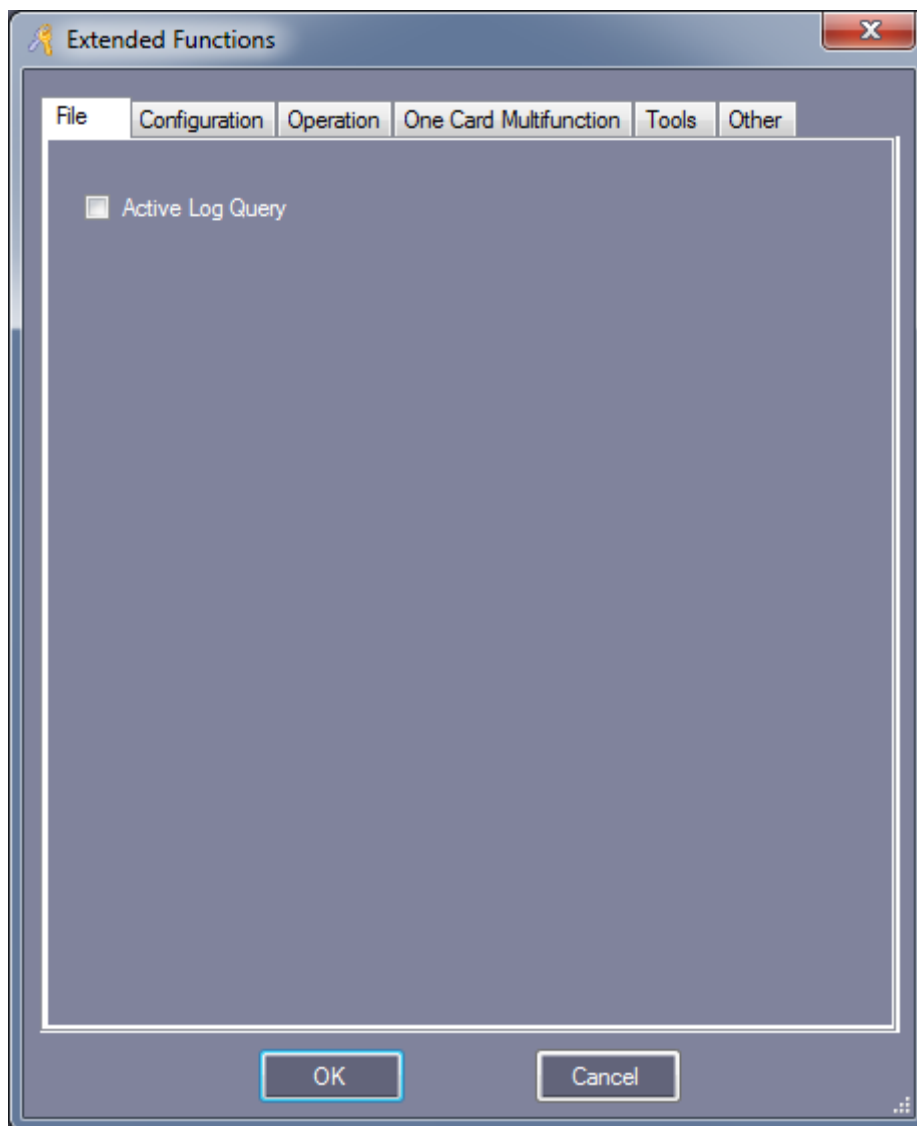 Extended Functions
File Configuration Operation One Card Multifunction Tools Other
Active Log Query
OK Cancel